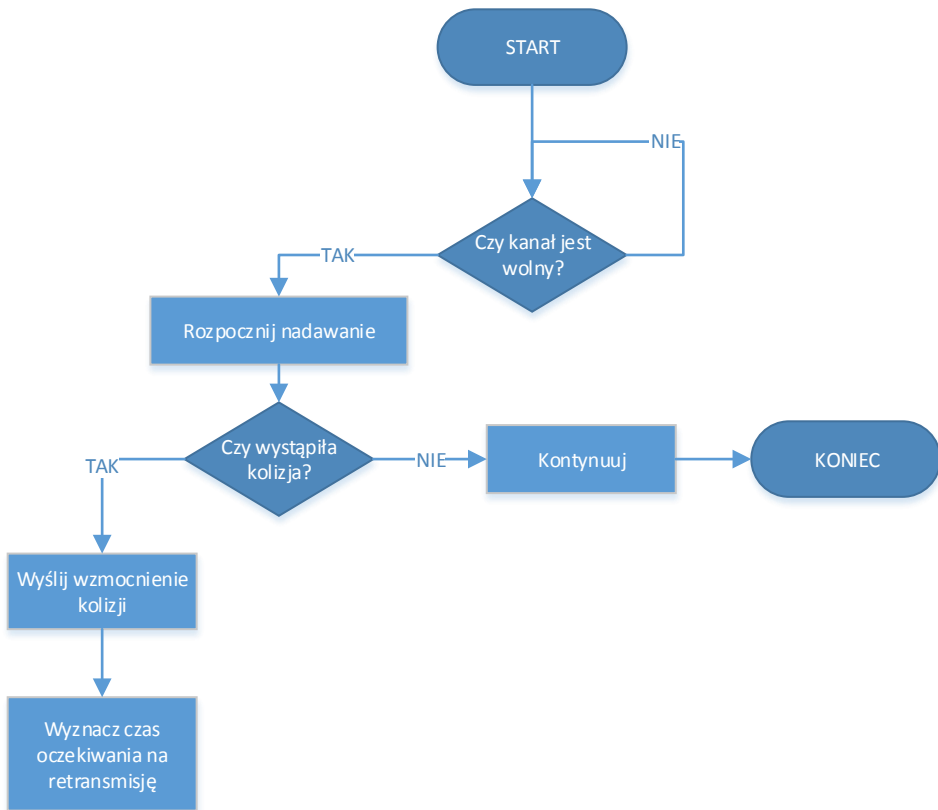 START
NIE
Czy kanał jest
wolny?
TAK
Rozpocznij nadawanie
Czy wystąpiła
kolizja?
TAK
NIE
Kontynuuj
KONIEC
Wyślij wzmocnienie
kolizji
Wyznacz czas
oczekiwania na
retransmisję